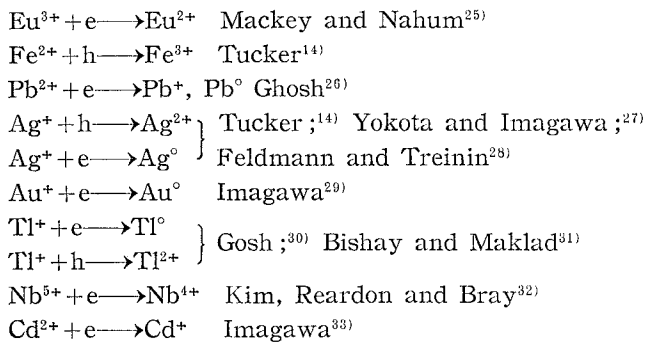 Eu³⁺+e⟶Eu²⁺ Mackey and Nahum²⁵⁾
Fe²⁺+h⟶Fe³⁺ Tucker¹⁴⁾
Pb²⁺+e⟶Pb⁺, Pb° Ghosh²⁶⁾
Ag⁺+h⟶Ag²⁺ } Tucker;¹⁴⁾ Yokota and Imagawa;²⁷⁾
Ag⁺+e⟶Ag° Feldmann and Treinin²⁸⁾
Au⁺+e⟶Au° Imagawa²⁹⁾
Tl⁺+e⟶Tl° } Gosh;³⁰⁾ Bishay and Maklad³¹⁾
Tl⁺+h⟶Tl²⁺
Nb⁵⁺+e⟶Nb⁴⁺ Kim, Reardon and Bray³²⁾
Cd²⁺+e⟶Cd⁺ Imagawa³³⁾